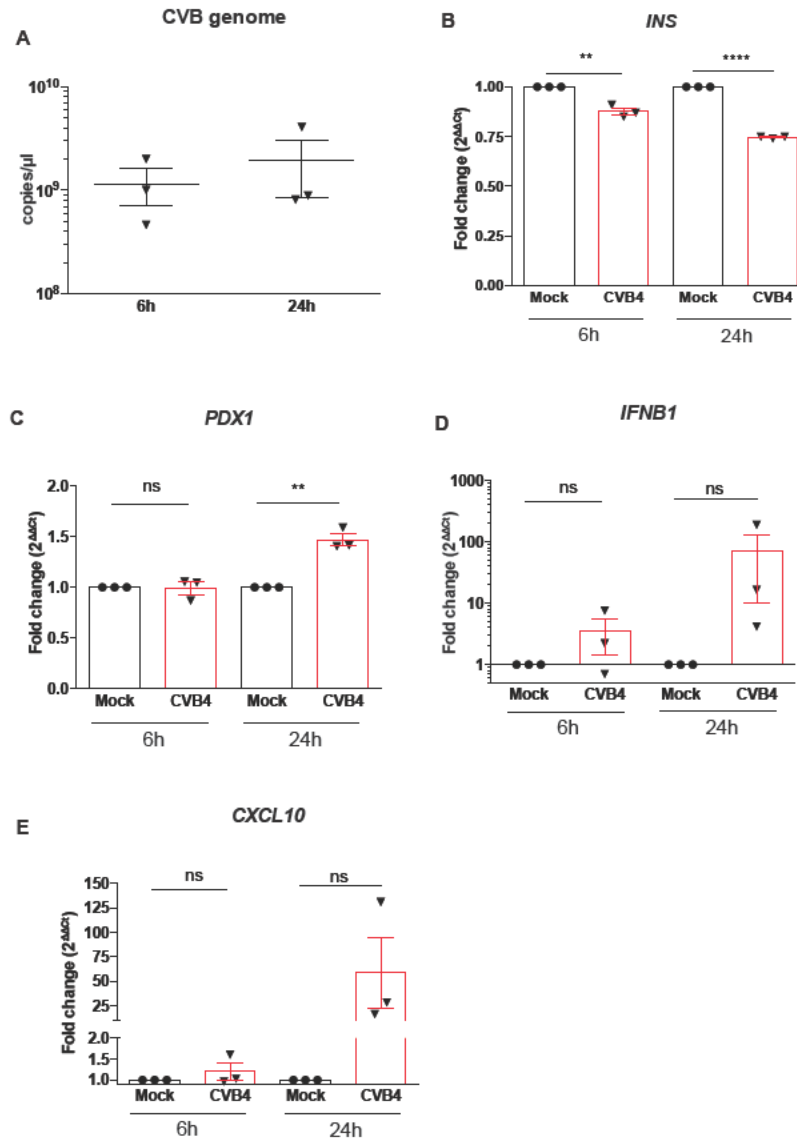 A
CVB genome
copies/µl
10^10
10^9
10^8
6h
24h
B
INS
Fold change (2^ΔΔCt)
**
****
1.00
0.75
0.50
0.25
0.00
Mock
CVB4
Mock
CVB4
6h
24h
C
PDX1
Fold change (2^ΔΔCt)
ns
**
2.0
1.5
1.0
0.5
0.0
Mock
CVB4
Mock
CVB4
6h
24h
D
IFNB1
Fold change (2^ΔΔCt)
ns
ns
1000
100
10
1
Mock
CVB4
Mock
CVB4
6h
24h
E
CXCL10
Fold change (2^ΔΔCt)
ns
ns
150
125
100
75
50
25
2.0
1.5
1.0
Mock
CVB4
Mock
CVB4
6h
24h